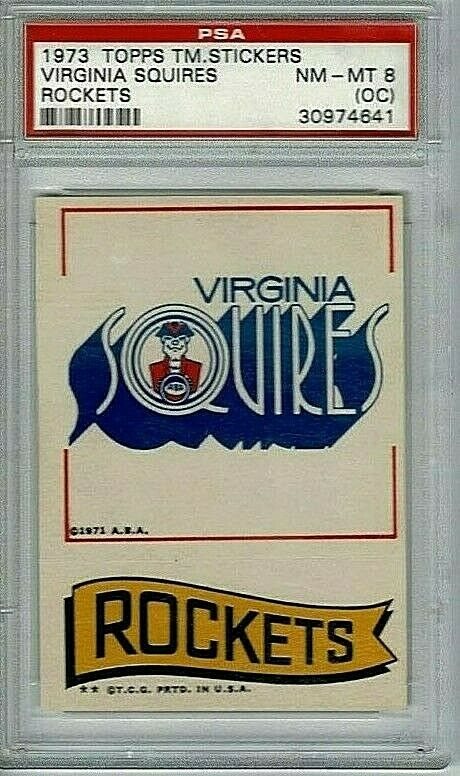 PSA
1973 TOPPS TM.STICKERS
VIRGINIA SQUIRES NM-MT 8
ROCKETS (OC)
30974641
VIRGINIA
SQUIRES
©1971 A.B.A.
ROCKETS
★★ ©T.C.G. PRTD. IN U.S.A.